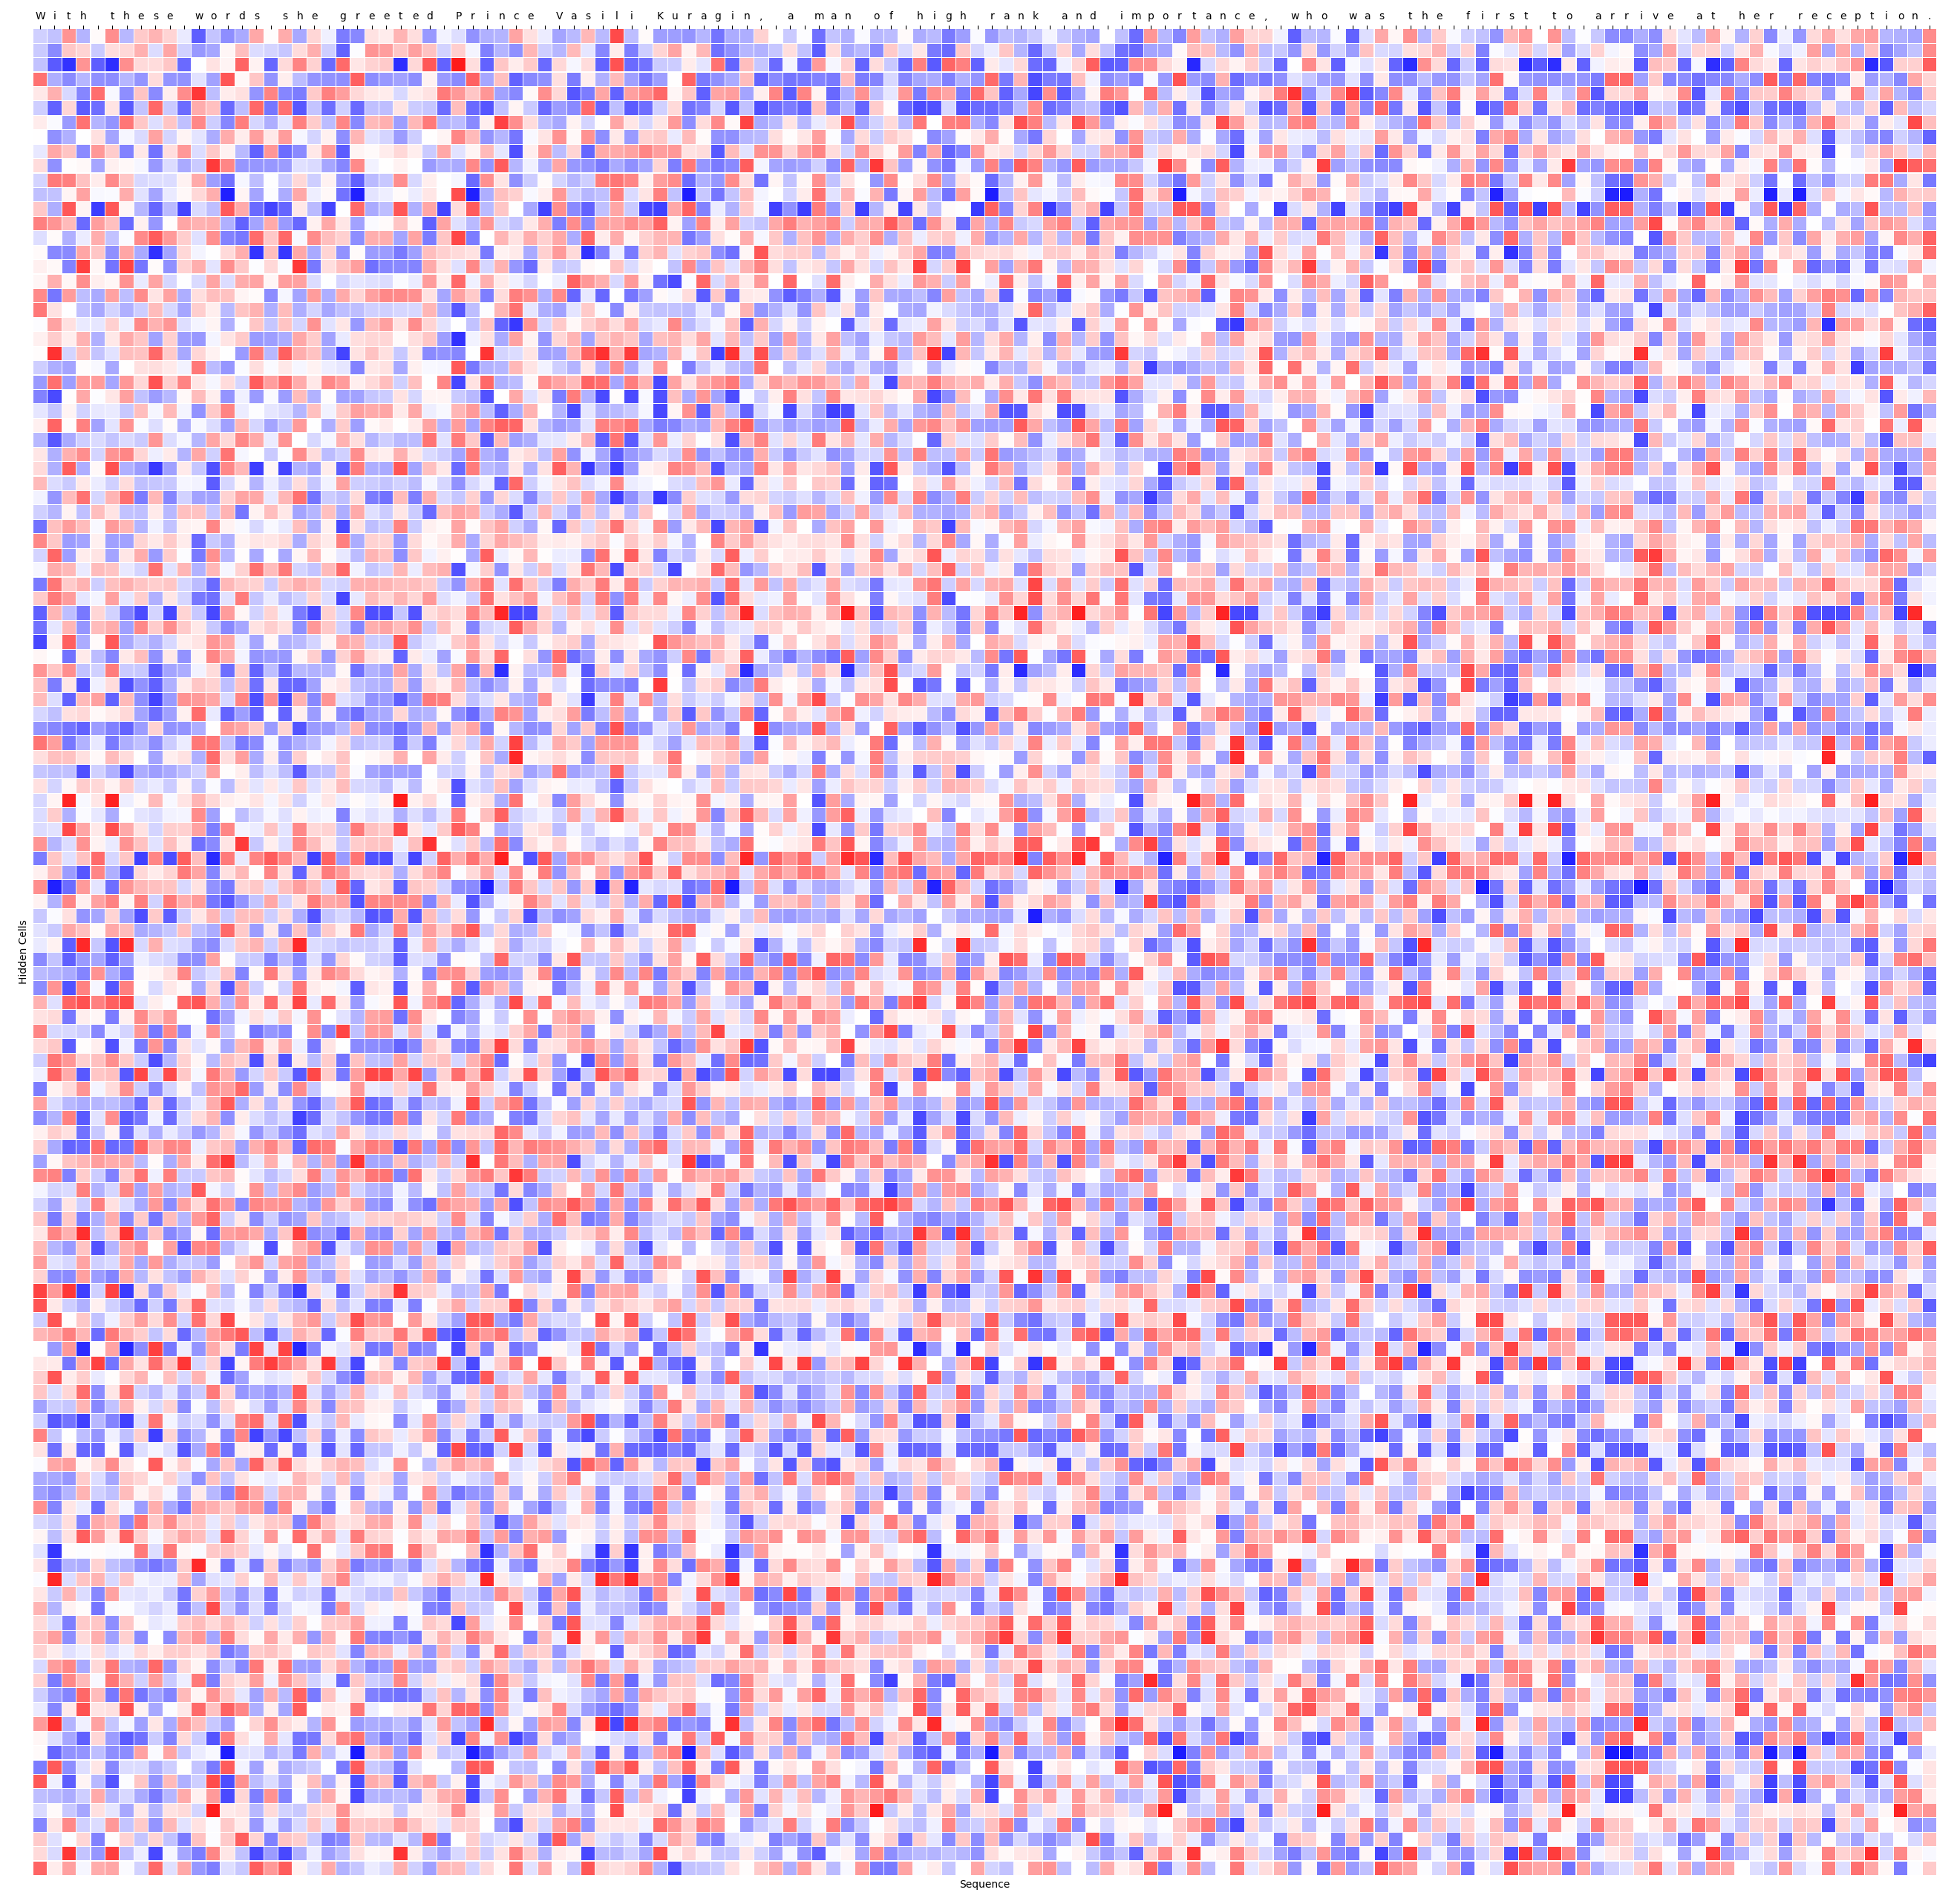 With these words she greeted Prince Vasili Kuragin, a man of high rank and importance, who was the first to arrive at her reception.
Hidden Cells
Sequence